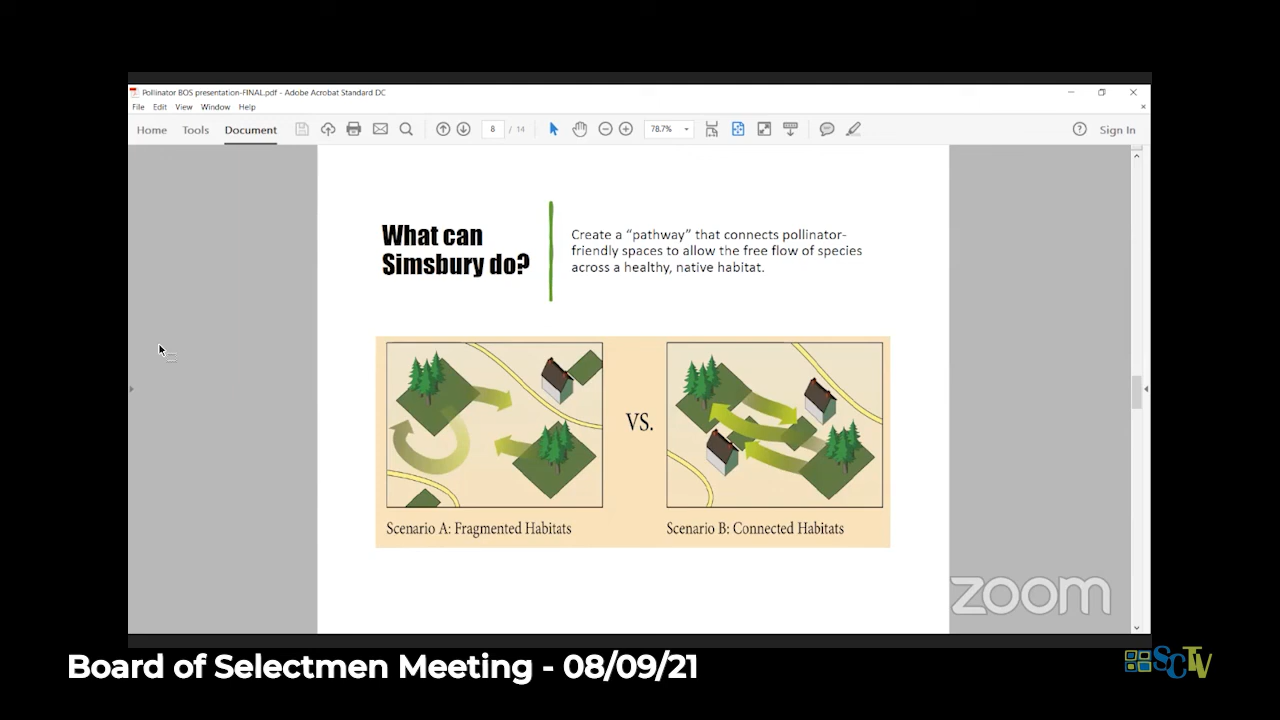 Pollinator BOS presentation-FINAL.pdf - Adobe Acrobat Standard DC
File Edit View Window Help
Home Tools Document 8 / 14 78.7% Sign In
What can
Simsbury do?
Create a “pathway” that connects pollinator-
friendly spaces to allow the free flow of species
across a healthy, native habitat.
VS.
Scenario A: Fragmented Habitats
Scenario B: Connected Habitats
zoom
Board of Selectmen Meeting - 08/09/21
SCTV